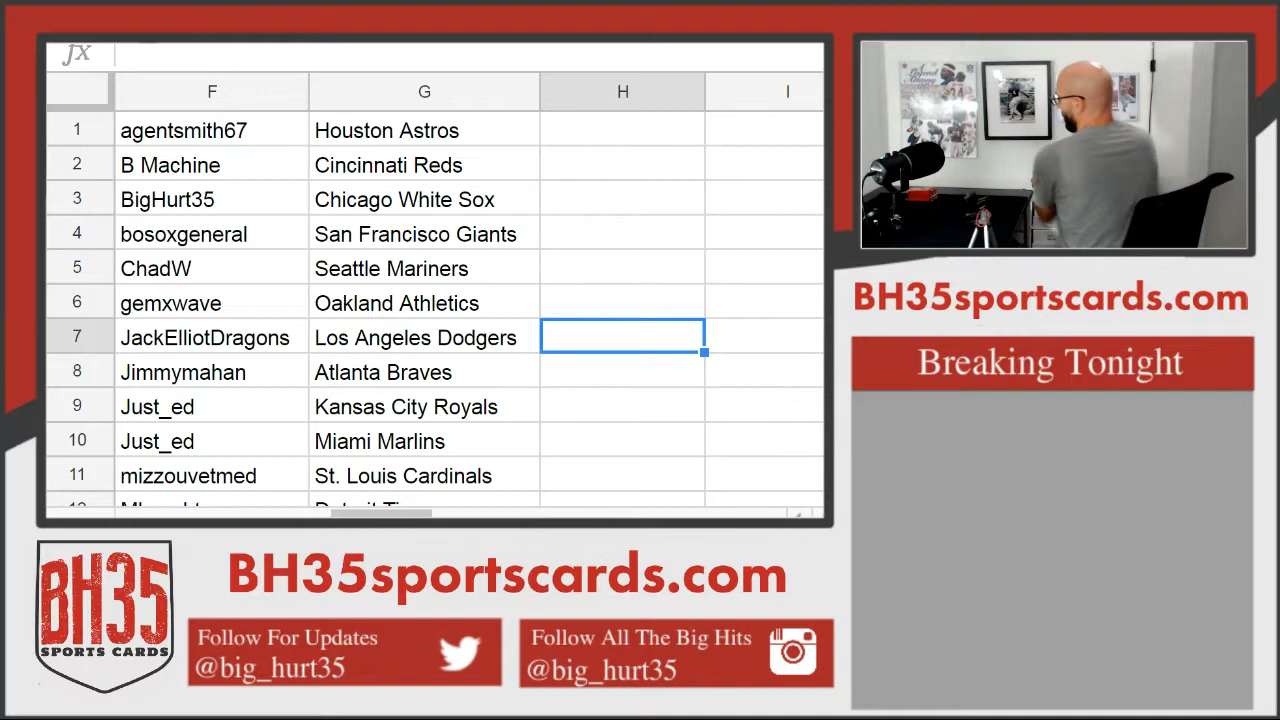 fx
F G H I
1 agentsmith67 Houston Astros
2 B Machine Cincinnati Reds
3 BigHurt35 Chicago White Sox
4 bosoxgeneral San Francisco Giants
5 ChadW Seattle Mariners
6 gemxwave Oakland Athletics
7 JackElliotDragons Los Angeles Dodgers
8 Jimmymahan Atlanta Braves
9 Just_ed Kansas City Royals
10 Just_ed Miami Marlins
11 mizzouvetmed St. Louis Cardinals
BH35sportscards.com
Breaking Tonight
BH35
SPORTS CARDS
BH35sportscards.com
Follow For Updates
@big_hurt35
Follow All The Big Hits
@big_hurt35